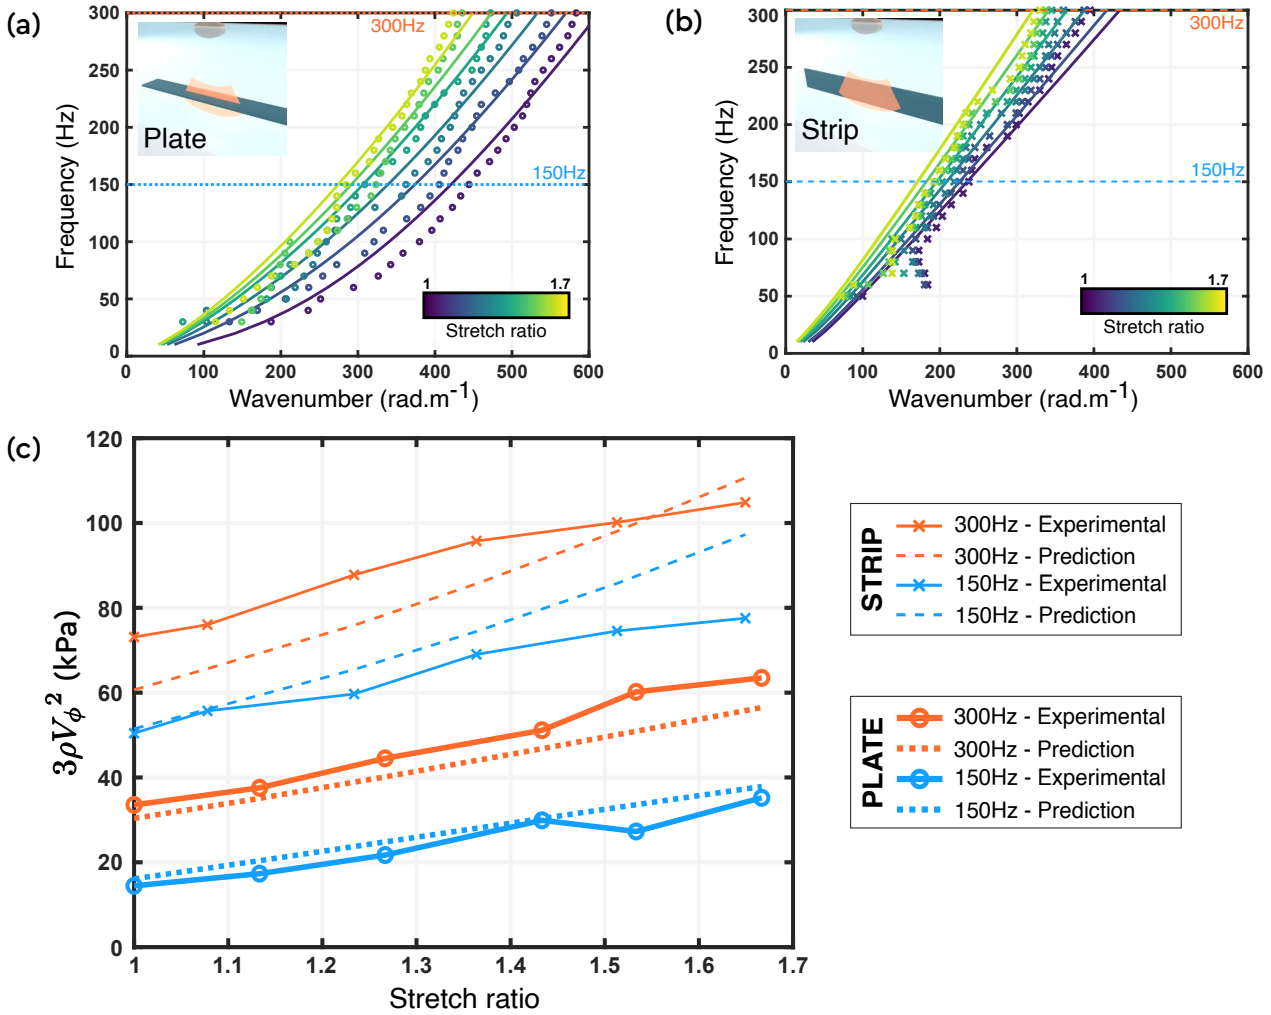 (a)
300
250
200
150
100
50
0
0 100 200 300 400 500 600
Frequency (Hz)
Wavenumber (rad.m⁻¹)
300Hz
150Hz
Plate
1 1.7
Stretch ratio
(b)
300
250
200
150
100
50
0
0 100 200 300 400 500 600
Frequency (Hz)
Wavenumber (rad.m⁻¹)
300Hz
150Hz
Strip
1 1.7
Stretch ratio
(c)
120
100
80
60
40
20
0
1 1.1 1.2 1.3 1.4 1.5 1.6 1.7
3ρV_ϕ² (kPa)
Stretch ratio
STRIP
300Hz - Experimental
300Hz - Prediction
150Hz - Experimental
150Hz - Prediction
PLATE
300Hz - Experimental
300Hz - Prediction
150Hz - Experimental
150Hz - Prediction